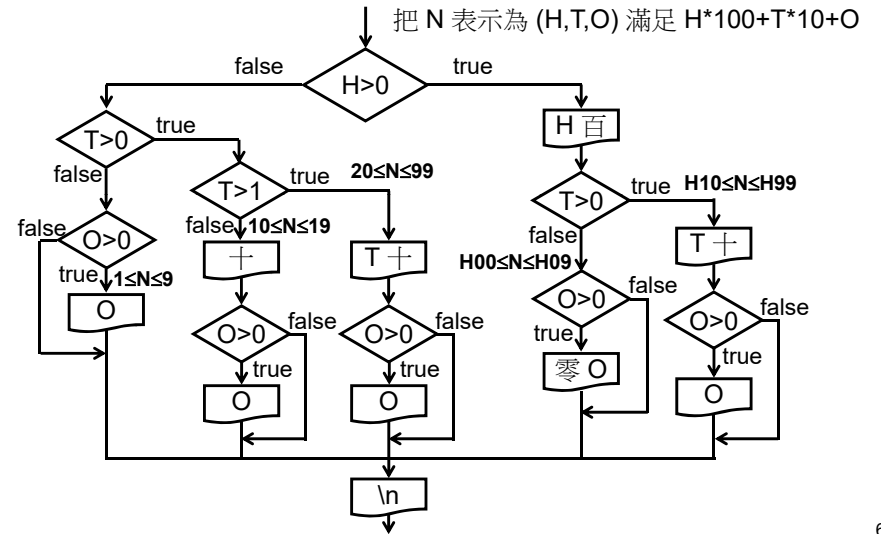 把 N 表示為 (H,T,O) 滿足 H*100+T*10+O
false
H>0
true
T>0
true
false
H 百
T>1
true
20≤N≤99
false
10≤N≤19
T>0
true
H10≤N≤H99
false
H00≤N≤H09
false
O>0
true
1≤N≤9
O
十
T 十
O>0
false
T 十
O>0
false
true
O
O>0
false
true
O
true
零 O
O>0
false
true
O
\n